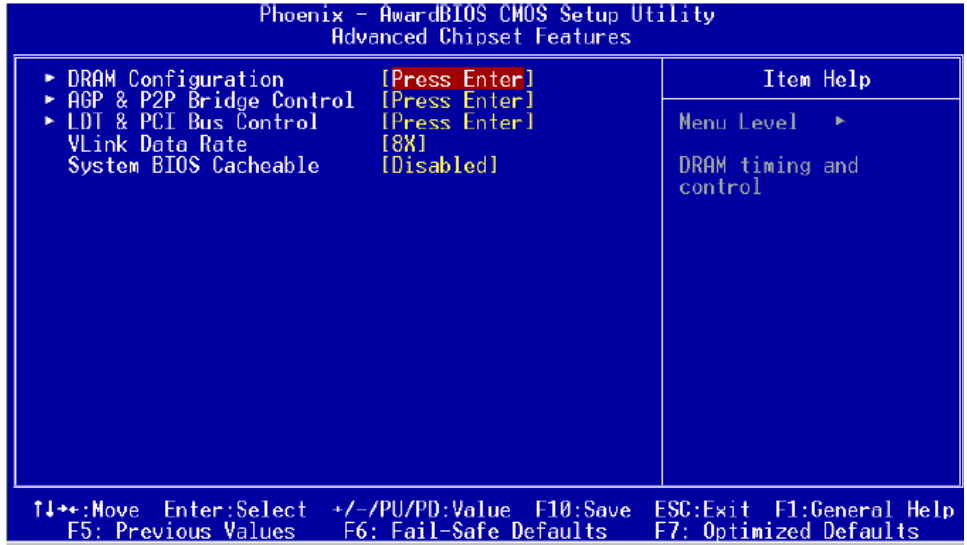 Phoenix - AwardBIOS CMOS Setup Utility
Advanced Chipset Features
► DRAM Configuration [Press Enter]
► AGP & P2P Bridge Control [Press Enter]
► LDT & PCI Bus Control [Press Enter]
VLink Data Rate [8X]
System BIOS Cacheable [Disabled]
Item Help
Menu Level ►
DRAM timing and
control
↑↓→←:Move Enter:Select +/-/PU/PD:Value F10:Save ESC:Exit F1:General Help
F5: Previous Values F6: Fail-Safe Defaults F7: Optimized Defaults